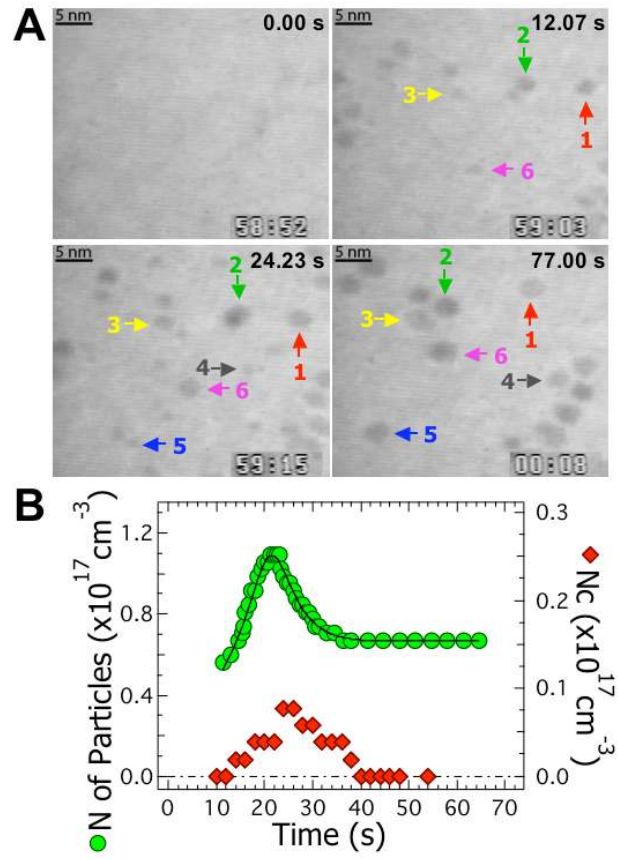 A
5 nm 0.00 s
58:52
5 nm 12.07 s
2
3
1
6
59:03
5 nm 24.23 s
2
3
1
4
6
5
59:15
5 nm 77.00 s
2
3
1
6
4
5
00:08
B
N of Particles (x10^17 cm^-3)
1.2
0.8
0.4
0.0
Nc (x10^17 cm^-3)
0.3
0.2
0.1
0.0
0 10 20 30 40 50 60 70
Time (s)